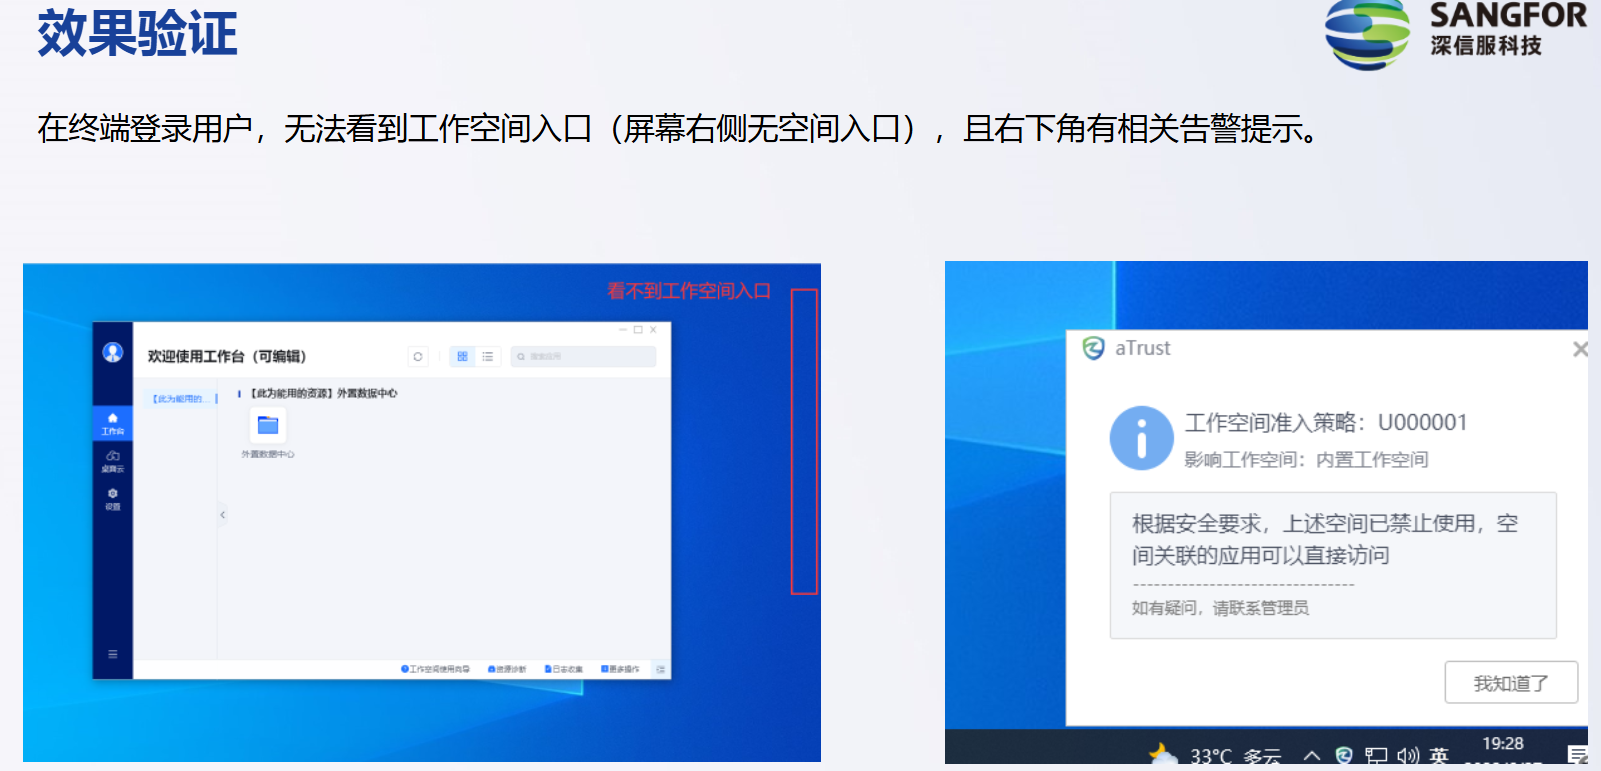 效果验证
SANGFOR
深信服科技
在终端登录用户，无法看到工作空间入口（屏幕右侧无空间入口），且右下角有相关告警提示。
看不到工作空间入口
欢迎使用工作台（可编辑）
搜索应用
【此为能用的...
【此为能用的资源】外置数据中心
外置数据中心
工作台
桌面云
设置
工作空间使用向导
资源诊断
日志收集
更多操作
aTrust
工作空间准入策略：U000001
影响工作空间：内置工作空间
根据安全要求，上述空间已禁止使用，空
间关联的应用可以直接访问
--------------------------------
如有疑问，请联系管理员
我知道了
33°C 多云
英
19:28